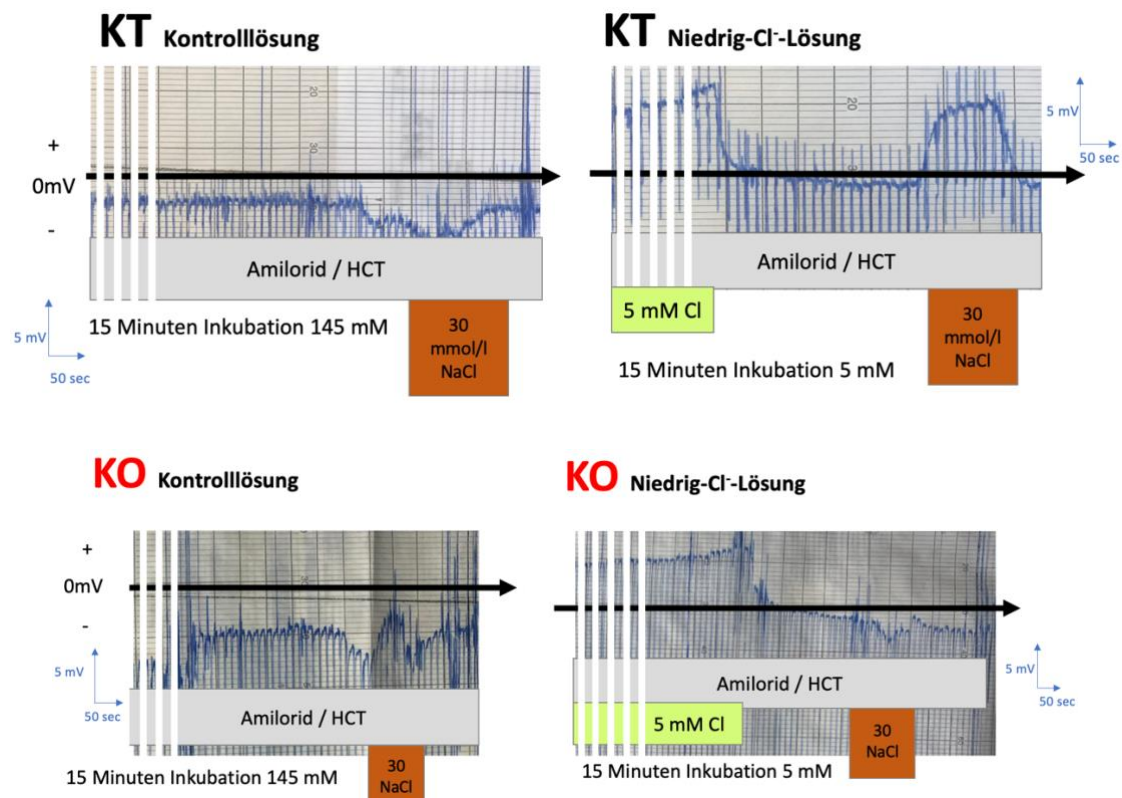 KT Kontrolllösung
KT Niedrig-Cl⁻-Lösung
20
30
20
+
0mV
-
5 mV
50 sec
Amilorid / HCT
Amilorid / HCT
5 mM Cl
5 mV
50 sec
15 Minuten Inkubation 145 mM
30
mmol/l
NaCl
30
mmol/l
NaCl
15 Minuten Inkubation 5 mM
KO Kontrolllösung
KO Niedrig-Cl⁻-Lösung
+
0mV
-
5 mV
50 sec
Amilorid / HCT
Amilorid / HCT
5 mV
50 sec
5 mM Cl
15 Minuten Inkubation 145 mM
30
NaCl
30
NaCl
15 Minuten Inkubation 5 mM